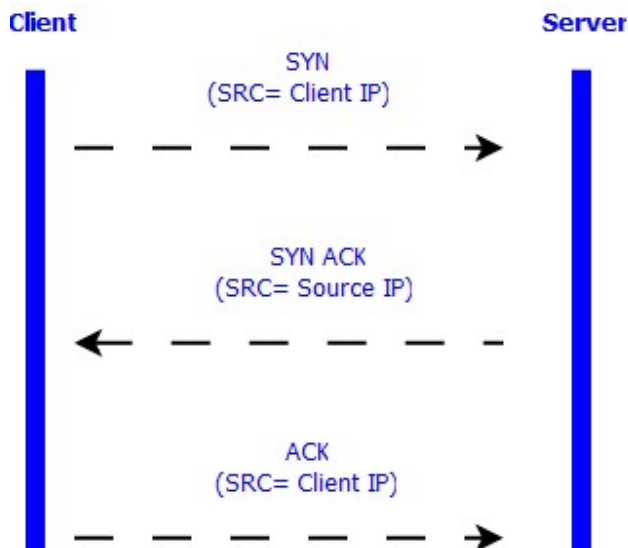 Client
Server
SYN
(SRC= Client IP)
SYN ACK
(SRC= Source IP)
ACK
(SRC= Client IP)